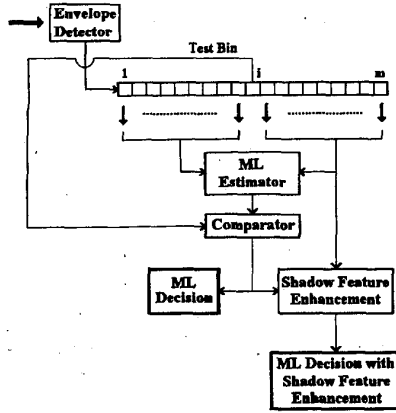 Envelope
Detector
Test Bin
1 i m
ML
Estimator
Comparator
ML
Decision
Shadow Feature
Enhancement
ML Decision with
Shadow Feature
Enhancement